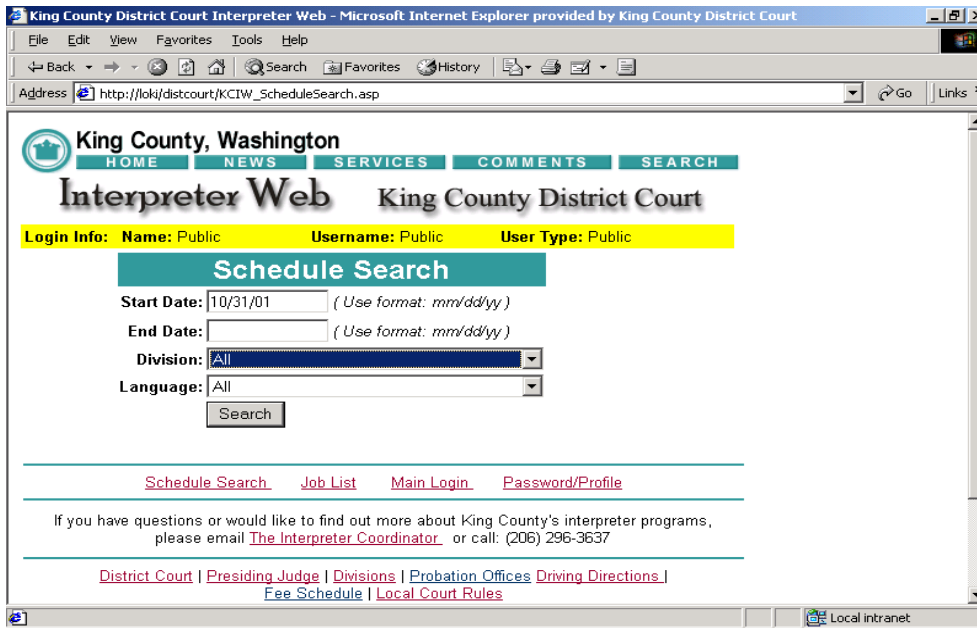 King County District Court Interpreter Web - Microsoft Internet Explorer provided by King County District Court
File Edit View Favorites Tools Help
Back Search Favorites History
Address http://loki/distcourt/KCIW_ScheduleSearch.asp Go Links
King County, Washington
HOME NEWS SERVICES COMMENTS SEARCH
Interpreter Web King County District Court
Login Info: Name: Public Username: Public User Type: Public
Schedule Search
Start Date: 10/31/01 ( Use format: mm/dd/yy )
End Date: ( Use format: mm/dd/yy )
Division: All
Language: All
Search
Schedule Search Job List Main Login Password/Profile
If you have questions or would like to find out more about King County's interpreter programs,
please email The Interpreter Coordinator or call: (206) 296-3637
District Court | Presiding Judge | Divisions | Probation Offices Driving Directions |
Fee Schedule | Local Court Rules
Local intranet